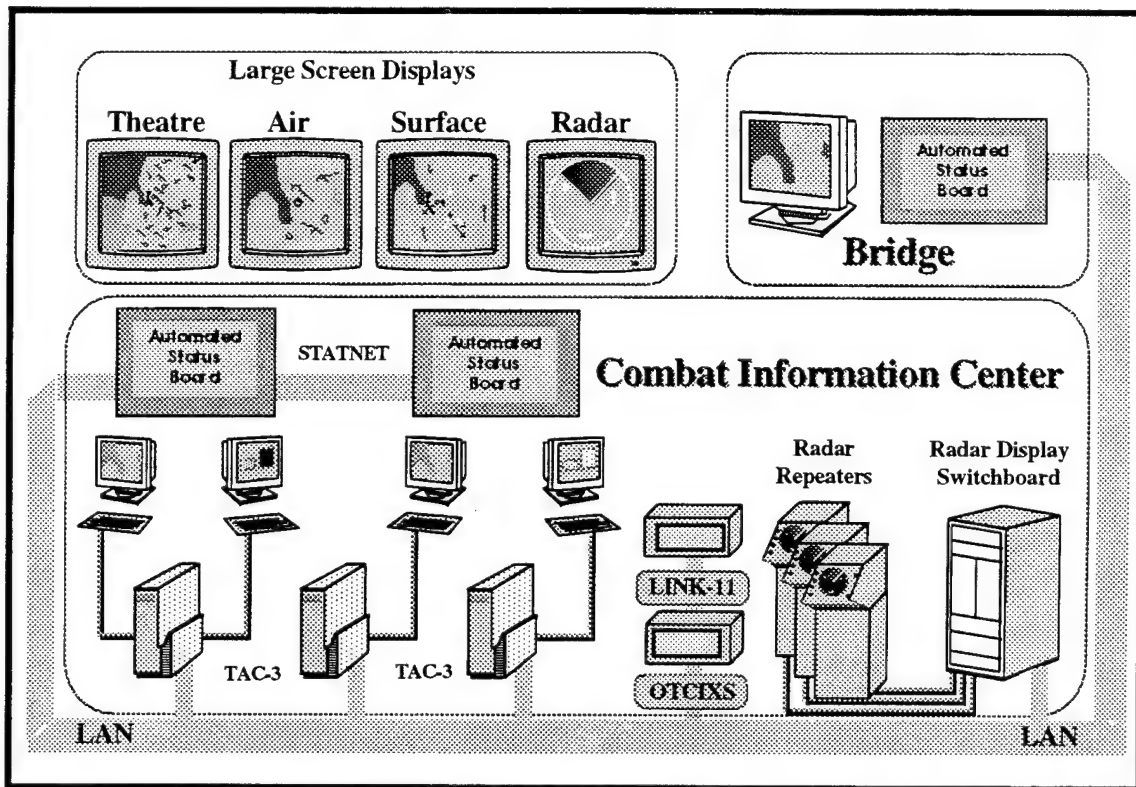 Large Screen Displays
Theatre
Air
Surface
Radar
Automated
Status
Board
Bridge
Automated
Status
Board
STATNET
Automated
Status
Board
Combat Information Center
Radar
Repeaters
Radar Display
Switchboard
LINK-11
TAC-3
TAC-3
OTCIXS
LAN
LAN